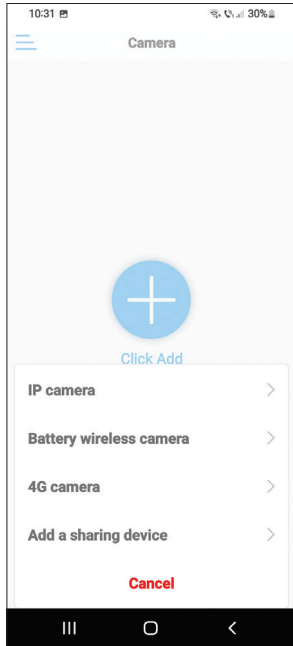 10:31
30%
Camera
Click Add
IP camera
Battery wireless camera
4G camera
Add a sharing device
Cancel